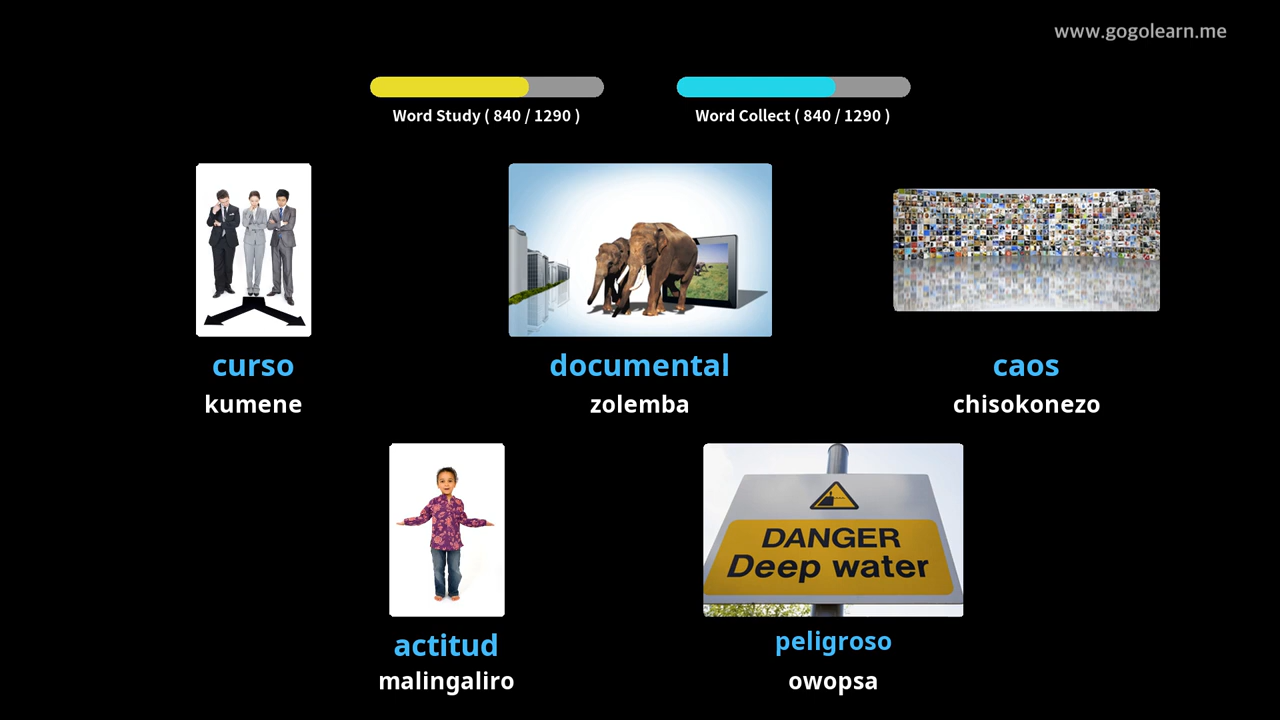 www.gogolearn.me
Word Study ( 840 / 1290 )
Word Collect ( 840 / 1290 )
curso
kumene
documental
zolemba
caos
chisokonezo
actitud
malingaliro
DANGER
Deep water
peligroso
owopsa